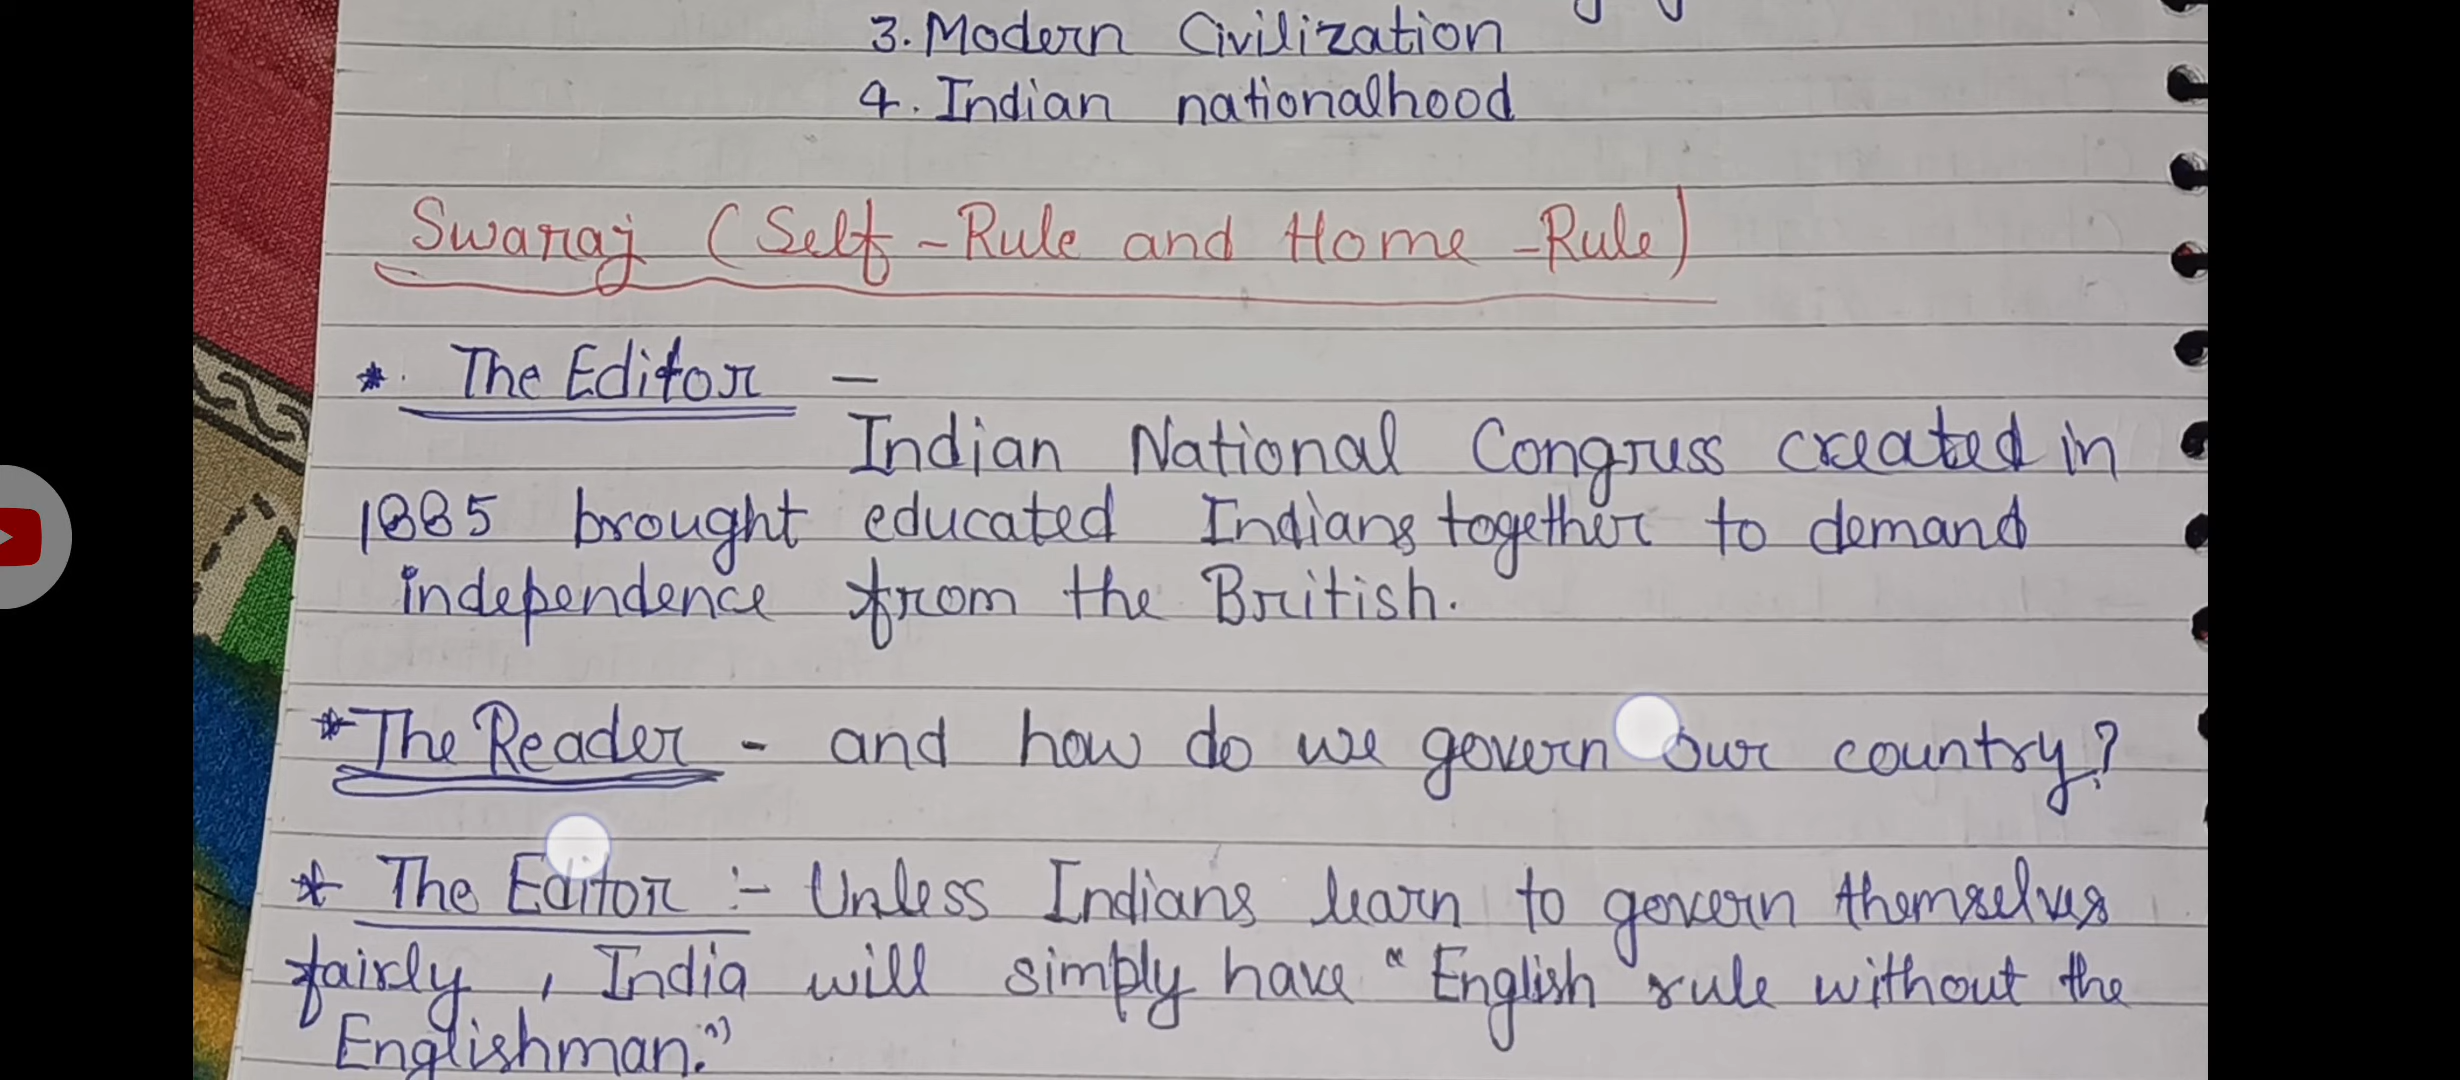 3. Modern Civilization
4. Indian nationalhood
Swaraj (Self-Rule and Home-Rule)
* The Editor —
Indian National Congress created in
1885 brought educated Indians together to demand
independence from the British.
* The Reader - and how do we govern our country?
* The Editor :- Unless Indians learn to govern themselves
fairly, India will simply have "English rule without the
Englishman."